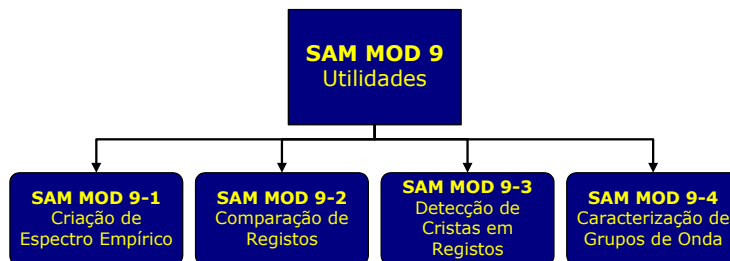 SAM MOD 9
Utilidades
SAM MOD 9-1
Criação de
Espectro Empírico
SAM MOD 9-2
Comparação de
Registos
SAM MOD 9-3
Detecção de
Cristas em
Registos
SAM MOD 9-4
Caracterização de
Grupos de Onda